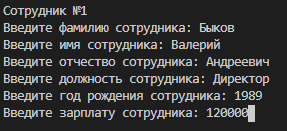 Сотрудник №1
Введите фамилию сотрудника: Быков
Введите имя сотрудника: Валерий
Введите отчество сотрудника: Андреевич
Введите должность сотрудника: Директор
Введите год рождения сотрудника: 1989
Введите зарплату сотрудника: 120000